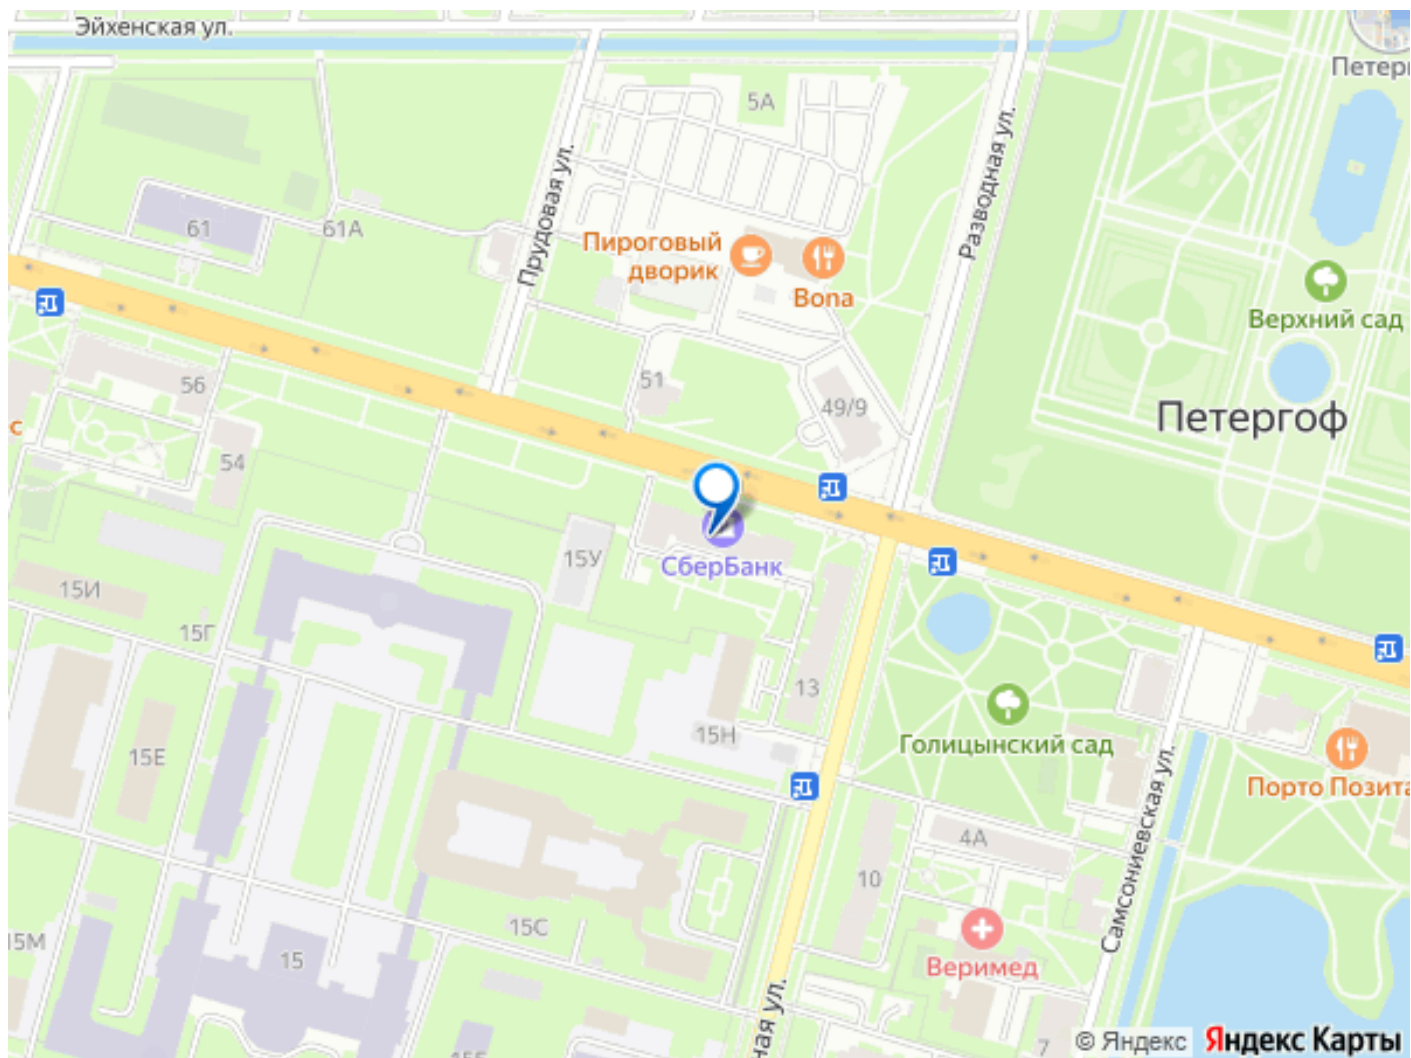 Эйхенская ул.
Петер
5А
Прудовая ул.
Разводная ул.
61
61А
Пироговый
дворик
Bona
Верхний сад
56
51
49/9
Петергоф
с
54
СберБанк
15У
15И
15Г
13
15Н
15Е
Голицынский сад
Порто Позита
Самсониевская ул.
4А
10
15С
15М
15
Веримед
ная ул.
7
© Яндекс
Яндекс Карты